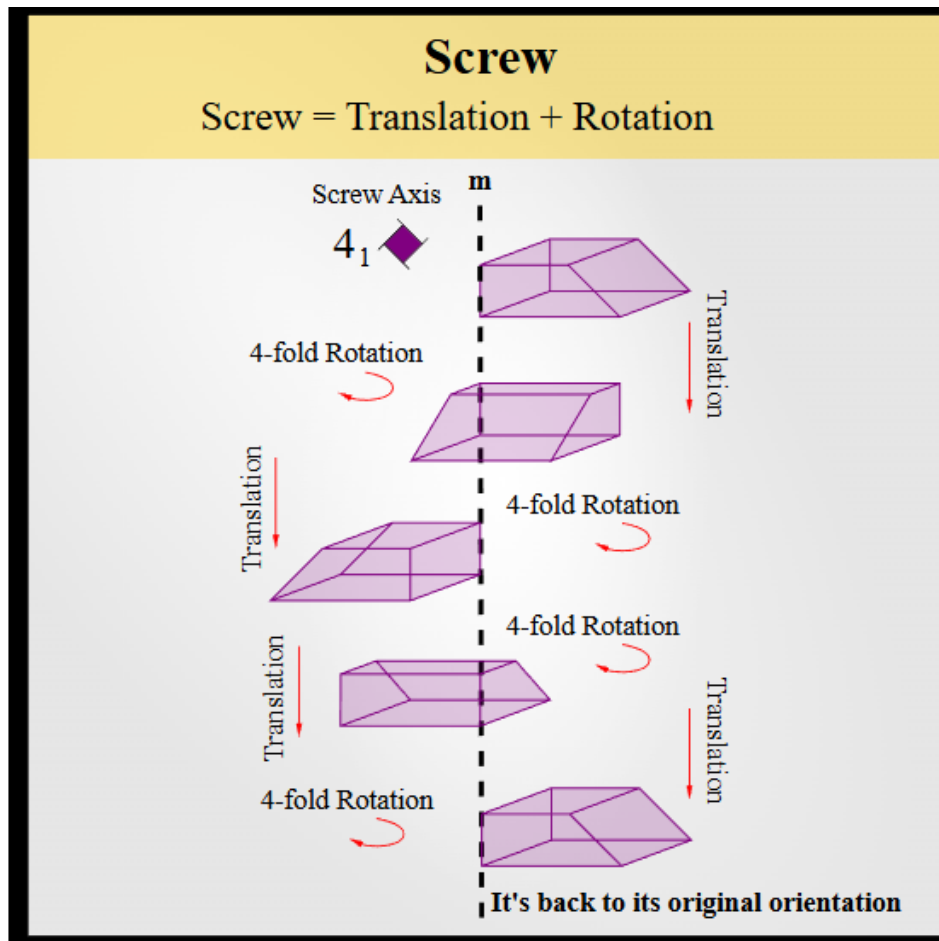 Screw
Screw = Translation + Rotation
m
Screw Axis
4₁
Translation
4-fold Rotation
Translation
4-fold Rotation
4-fold Rotation
Translation
Translation
4-fold Rotation
It's back to its original orientation